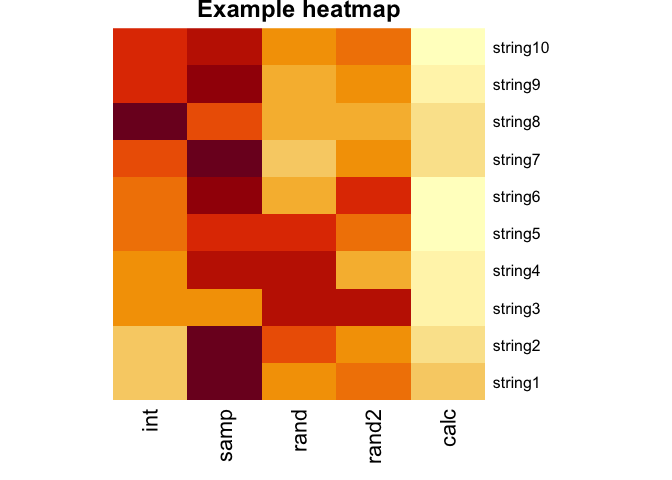 Example heatmap
string10
string9
string8
string7
string6
string5
string4
string3
string2
string1
int
samp
rand
rand2
calc